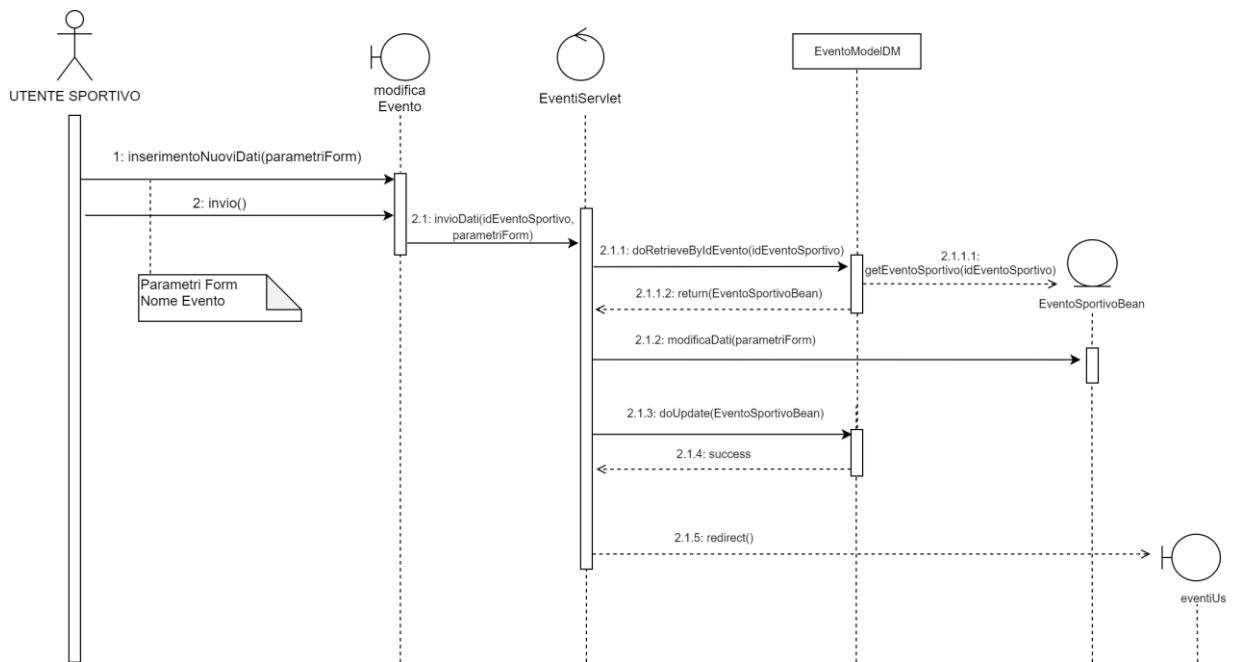 UTENTE SPORTIVO
modifica
Evento
EventiServlet
EventoModelDM
1: inserimentoNuoviDati(parametriForm)
2: invio()
2.1: invioDati(idEventoSportivo,
parametriForm)
2.1.1: doRetrieveByIdEvento(idEventoSportivo)
2.1.1.1:
getEventoSportivo(idEventoSportivo)
Parametri Form
Nome Evento
2.1.1.2: return(EventoSportivoBean)
EventoSportivoBean
2.1.2: modificaDati(parametriForm)
2.1.3: doUpdate(EventoSportivoBean)
2.1.4: success
2.1.5: redirect()
eventiUs